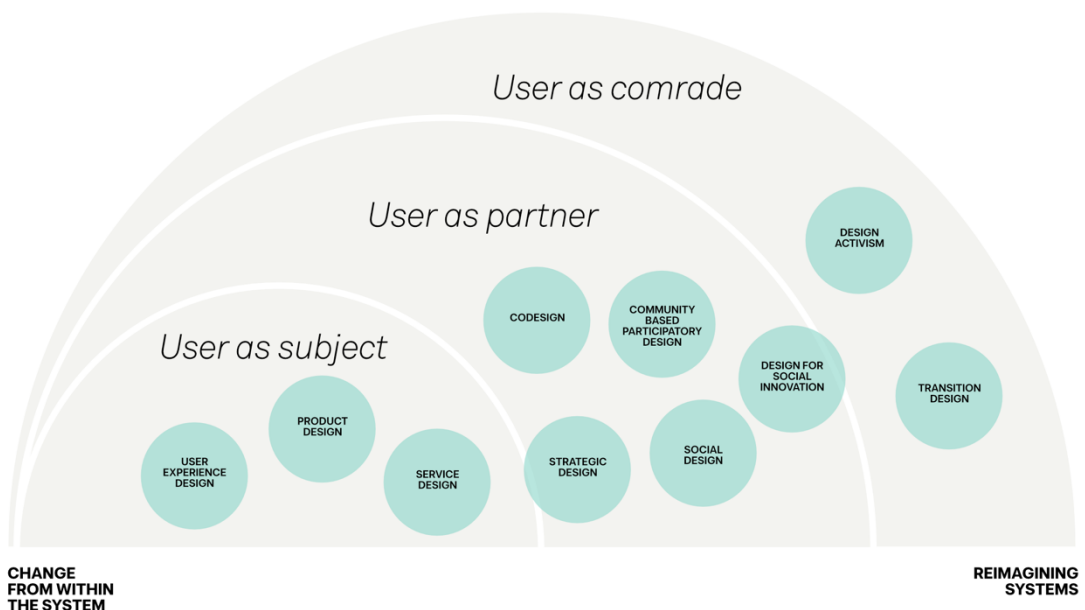 User as comrade
User as partner
User as subject
DESIGN
ACTIVISM
CODESIGN
COMMUNITY
BASED
PARTICIPATORY
DESIGN
DESIGN FOR
SOCIAL
INNOVATION
TRANSITION
DESIGN
PRODUCT
DESIGN
USER
EXPERIENCE
DESIGN
SERVICE
DESIGN
STRATEGIC
DESIGN
SOCIAL
DESIGN
CHANGE
FROM WITHIN
THE SYSTEM
REIMAGINING
SYSTEMS